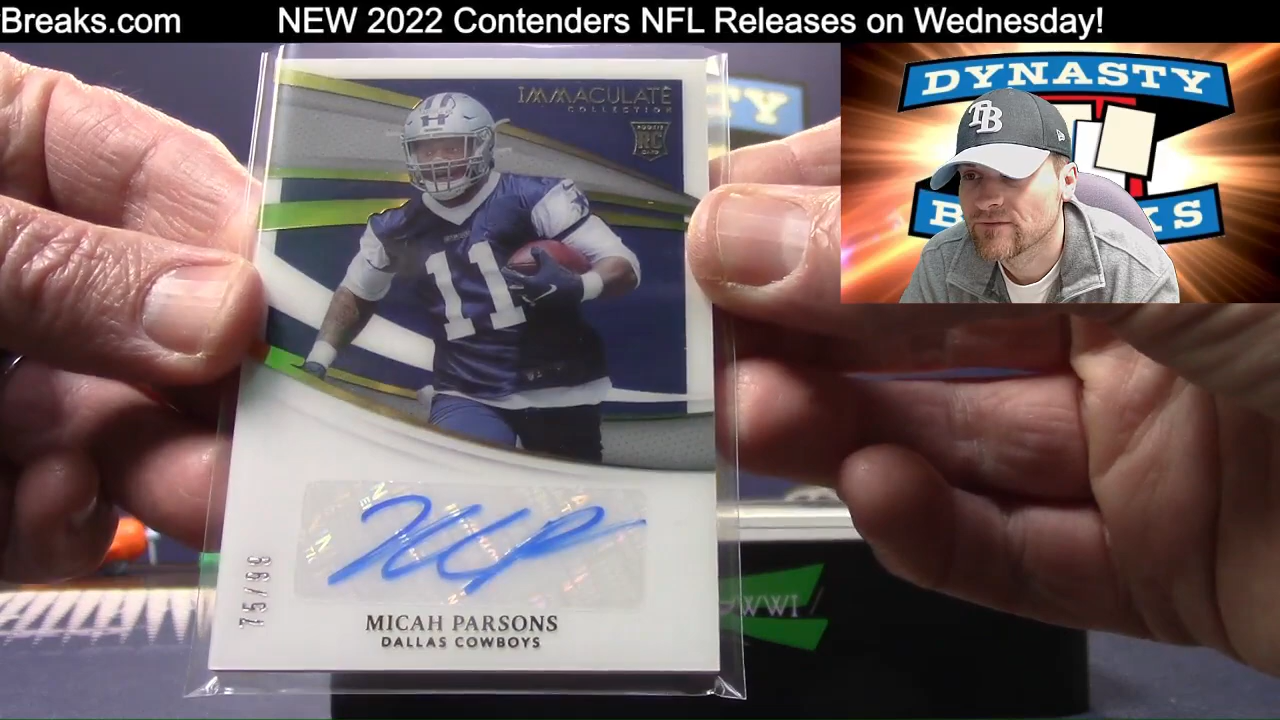 Breaks.com NEW 2022 Contenders NFL Releases on Wednesday!
DYNASTY
IMMACULATE
COLLECTION
RC
TB
11
75/99
MICAH PARSONS
DALLAS COWBOYS